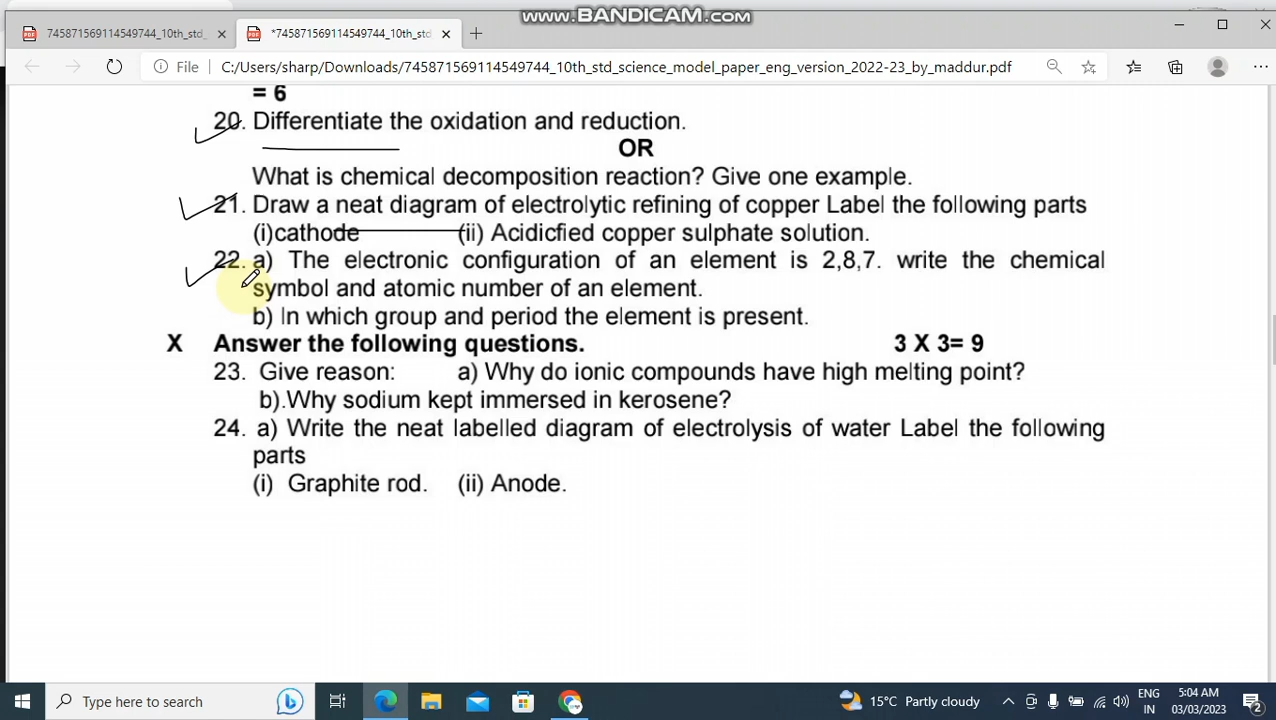 www.BANDICAM.com
745871569114549744_10th_std_
*745871569114549744_10th_std_
File
C:/Users/sharp/Downloads/745871569114549744_10th_std_science_model_paper_eng_version_2022-23_by_maddur.pdf
= 6
20. Differentiate the oxidation and reduction.
OR
What is chemical decomposition reaction? Give one example.
21. Draw a neat diagram of electrolytic refining of copper Label the following parts
(i)cathode (ii) Acidicfied copper sulphate solution.
22. a) The electronic configuration of an element is 2,8,7. write the chemical
symbol and atomic number of an element.
b) In which group and period the element is present.
X Answer the following questions. 3 X 3= 9
23. Give reason: a) Why do ionic compounds have high melting point?
b).Why sodium kept immersed in kerosene?
24. a) Write the neat labelled diagram of electrolysis of water Label the following
parts
(i) Graphite rod. (ii) Anode.
Type here to search
15°C Partly cloudy
ENG
IN
5:04 AM
03/03/2023
2